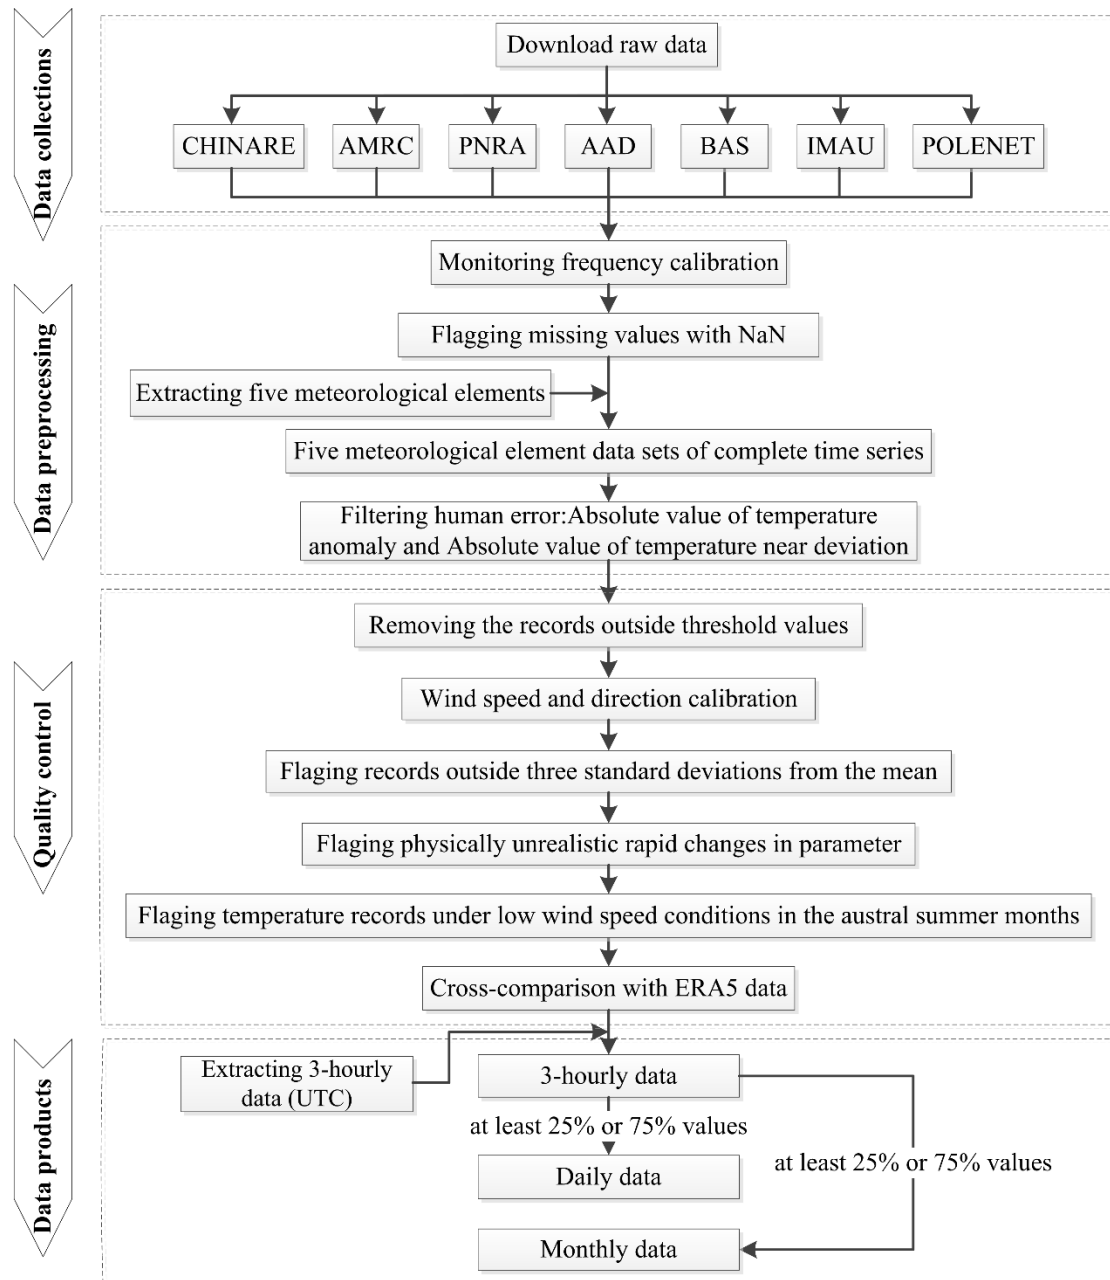 Data collections
Download raw data
CHINARE
AMRC
PNRA
AAD
BAS
IMAU
POLENET
Data preprocessing
Monitoring frequency calibration
Flagging missing values with NaN
Extracting five meteorological elements
Five meteorological element data sets of complete time series
Filtering human error:Absolute value of temperature
anomaly and Absolute value of temperature near deviation
Quality control
Removing the records outside threshold values
Wind speed and direction calibration
Flaging records outside three standard deviations from the mean
Flaging physically unrealistic rapid changes in parameter
Flaging temperature records under low wind speed conditions in the austral summer months
Cross-comparison with ERA5 data
Data products
Extracting 3-hourly
data (UTC)
3-hourly data
at least 25% or 75% values
at least 25% or 75% values
Daily data
Monthly data